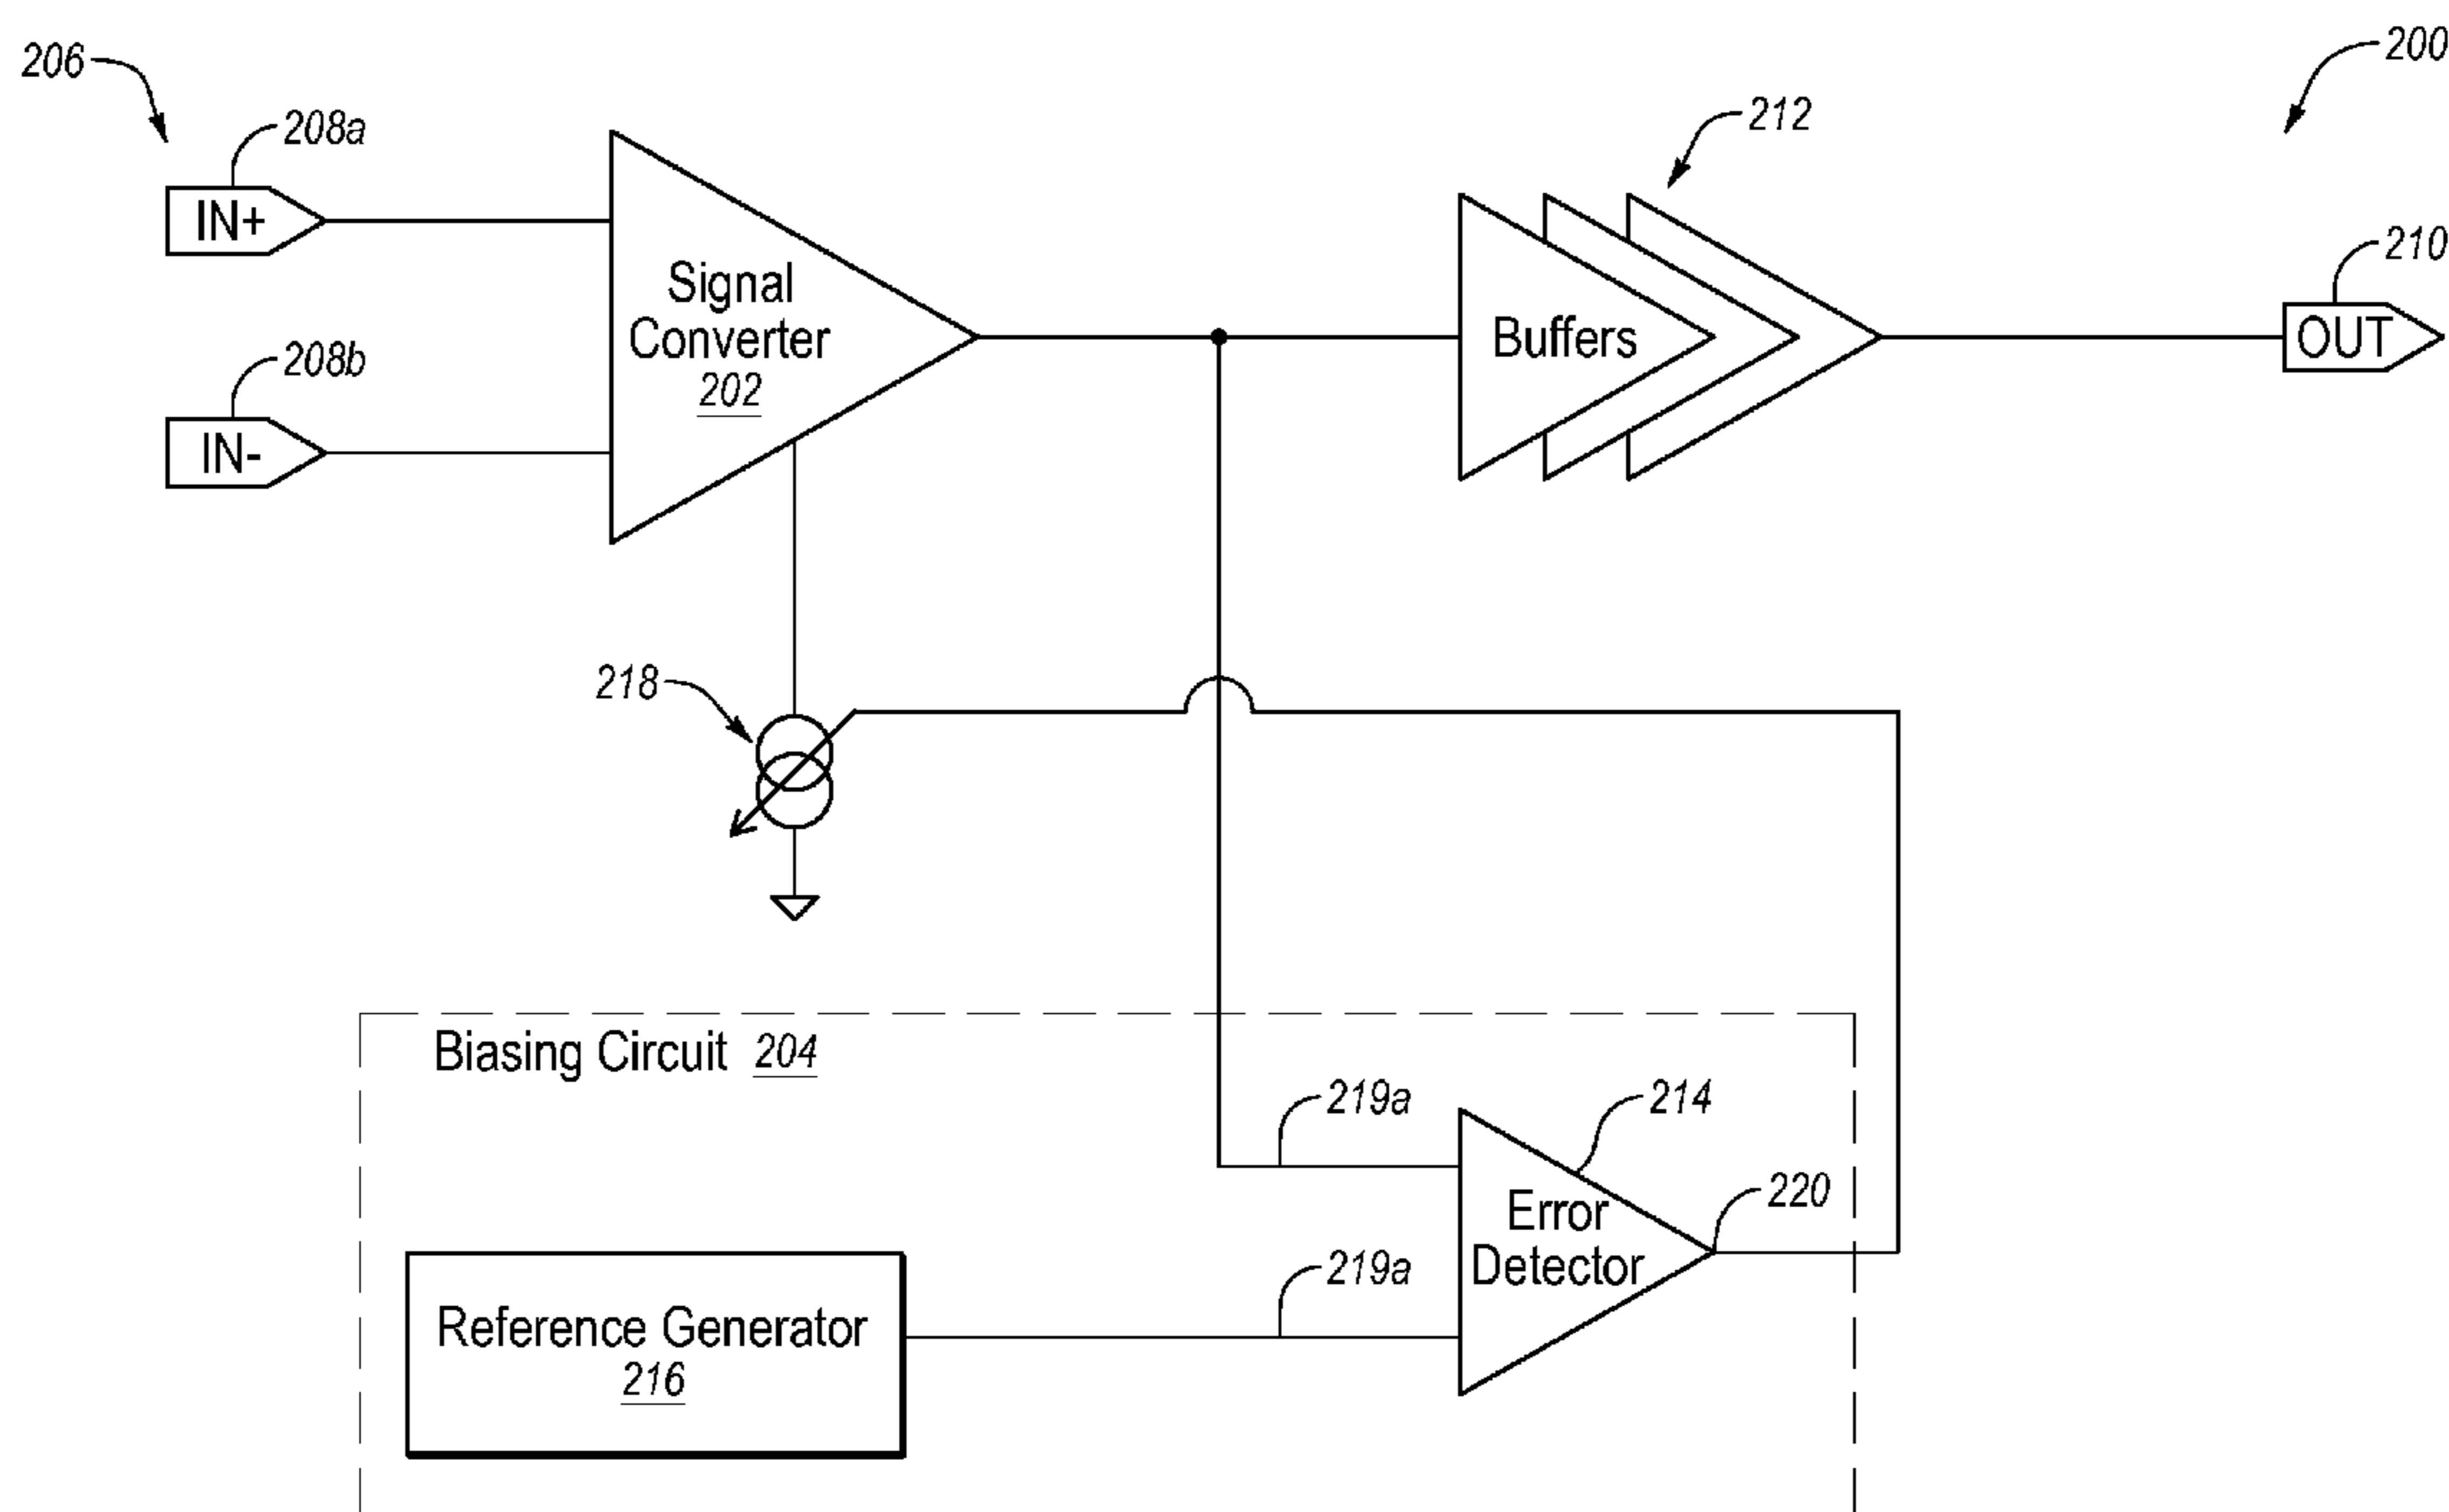 206
200
208a
212
IN+
210
Signal
Converter
202
Buffers
OUT
208b
IN-
218
Biasing Circuit 204
219a
214
220
Error
Detector
219a
Reference Generator
216